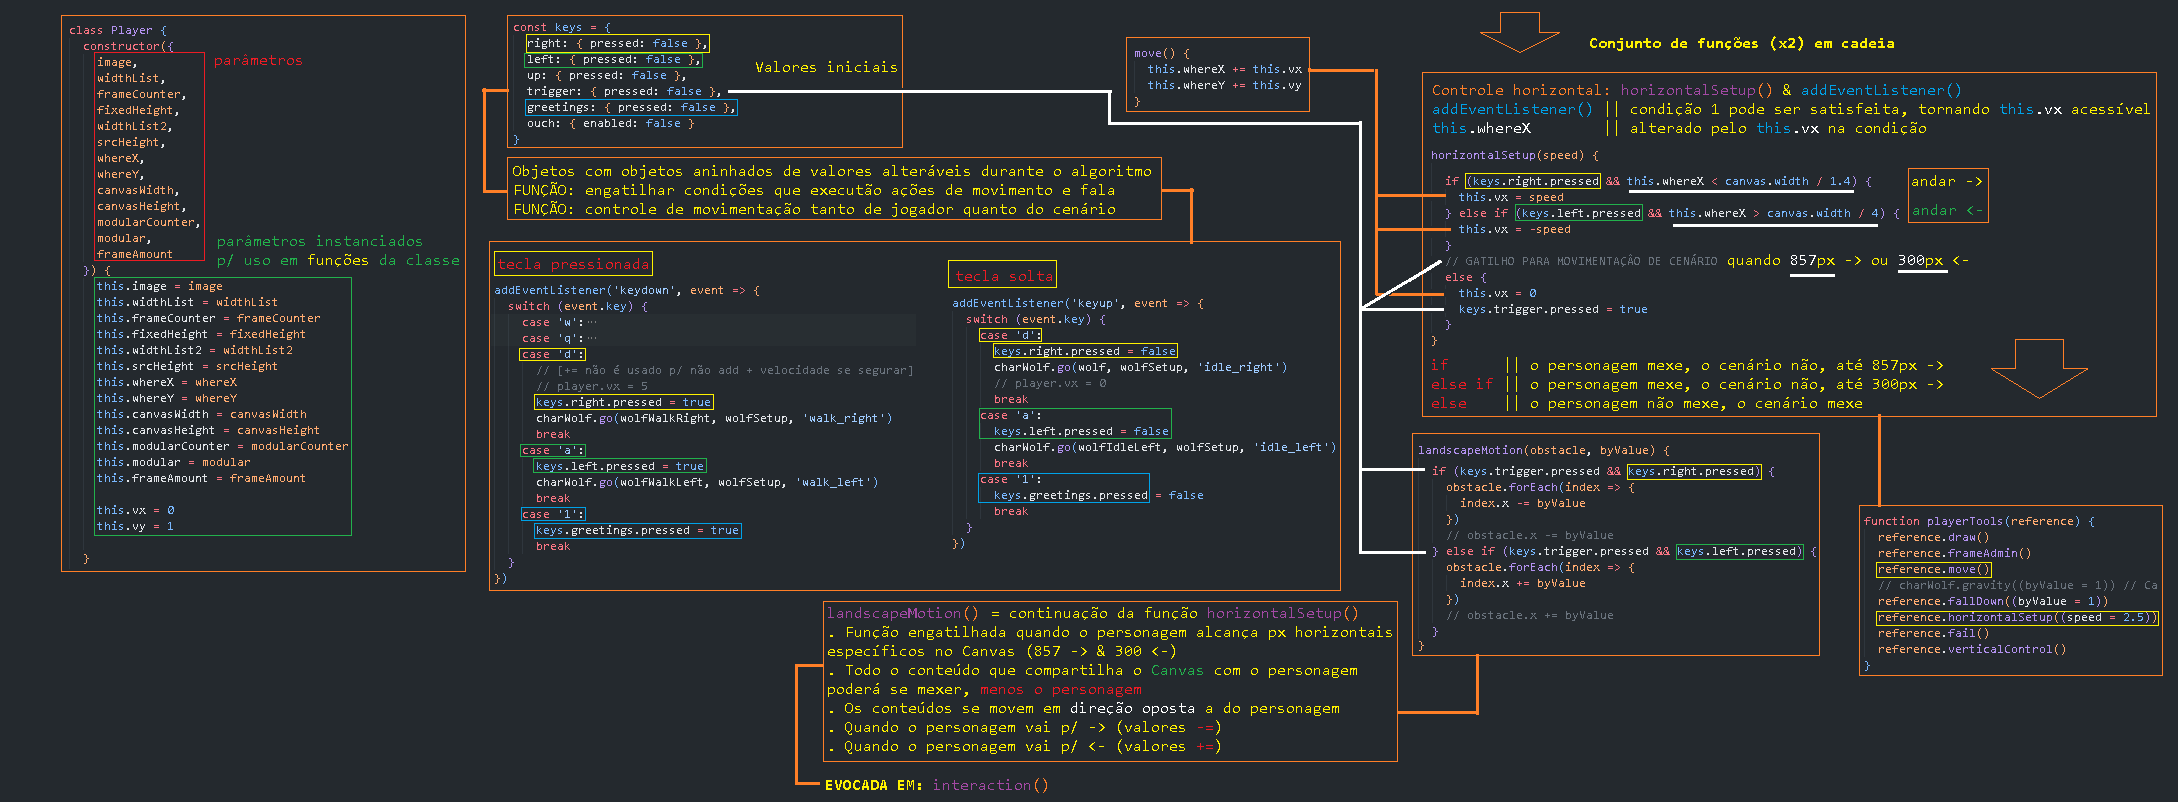 class Player {
constructor({
image,
widthList,
frameCounter,
fixedHeight,
widthList2,
srcHeight,
whereX,
whereY,
canvasWidth,
canvasHeight,
modularCounter,
modular,
frameAmount
}) {
parâmetros
parâmetros instanciados
p/ uso em funções da classe
this.image = image
this.widthList = widthList
this.frameCounter = frameCounter
this.fixedHeight = fixedHeight
this.widthList2 = widthList2
this.srcHeight = srcHeight
this.whereX = whereX
this.whereY = whereY
this.canvasWidth = canvasWidth
this.canvasHeight = canvasHeight
this.modularCounter = modularCounter
this.modular = modular
this.frameAmount = frameAmount
this.vx = 0
this.vy = 1
}
const keys = {
right: { pressed: false },
left: { pressed: false },
up: { pressed: false },
trigger: { pressed: false },
greetings: { pressed: false },
ouch: { enabled: false }
}
Valores iniciais
Objetos com objetos aninhados de valores alteráveis durante o algoritmo
FUNÇÃO: engatilhar condições que executão ações de movimento e fala
FUNÇÃO: controle de movimentação tanto de jogador quanto do cenário
tecla pressionada
addEventListener('keydown', event => {
switch (event.key) {
case 'w':···
case 'q':···
case 'd':
// [+= não é usado p/ não add + velocidade se segurar]
// player.vx = 5
keys.right.pressed = true
charWolf.go(wolfWalkRight, wolfSetup, 'walk_right')
break
case 'a':
keys.left.pressed = true
charWolf.go(wolfWalkLeft, wolfSetup, 'walk_left')
break
case '1':
keys.greetings.pressed = true
break
}
})
tecla solta
addEventListener('keyup', event => {
switch (event.key) {
case 'd':
keys.right.pressed = false
charWolf.go(wolf, wolfSetup, 'idle_right')
// player.vx = 0
break
case 'a':
keys.left.pressed = false
charWolf.go(wolfIdleLeft, wolfSetup, 'idle_left')
break
case '1':
keys.greetings.pressed = false
break
}
})
move() {
this.whereX += this.vx
this.whereY += this.vy
}
Conjunto de funções (x2) em cadeia
Controle horizontal: horizontalSetup() & addEventListener()
addEventListener() || condição 1 pode ser satisfeita, tornando this.vx acessível
this.whereX || alterado pelo this.vx na condição
horizontalSetup(speed) {
if (keys.right.pressed && this.whereX < canvas.width / 1.4) {
this.vx = speed
} else if (keys.left.pressed && this.whereX > canvas.width / 4) {
this.vx = -speed
}
// GATILHO PARA MOVIMENTAÇÃO DE CENÁRIO quando 857px -> ou 300px <-
else {
this.vx = 0
keys.trigger.pressed = true
}
}
andar ->
andar <-
if || o personagem mexe, o cenário não, até 857px ->
else if || o personagem mexe, o cenário não, até 300px ->
else || o personagem não mexe, o cenário mexe
landscapeMotion(obstacle, byValue) {
if (keys.trigger.pressed && keys.right.pressed) {
obstacle.forEach(index => {
index.x -= byValue
})
// obstacle.x -= byValue
} else if (keys.trigger.pressed && keys.left.pressed) {
obstacle.forEach(index => {
index.x += byValue
})
// obstacle.x += byValue
}
}
function playerTools(reference) {
reference.draw()
reference.frameAdmin()
reference.move()
// charWolf.gravity((byValue = 1)) // Ca
reference.fallDown((byValue = 1))
reference.horizontalSetup((speed = 2.5))
reference.fail()
reference.verticalControl()
}
landscapeMotion() = continuação da função horizontalSetup()
. Função engatilhada quando o personagem alcança px horizontais
específicos no Canvas (857 -> & 300 <-)
. Todo o conteúdo que compartilha o Canvas com o personagem
poderá se mexer, menos o personagem
. Os conteúdos se movem em direção oposta a do personagem
. Quando o personagem vai p/ -> (valores -=)
. Quando o personagem vai p/ <- (valores +=)
EVOCADA EM: interaction()